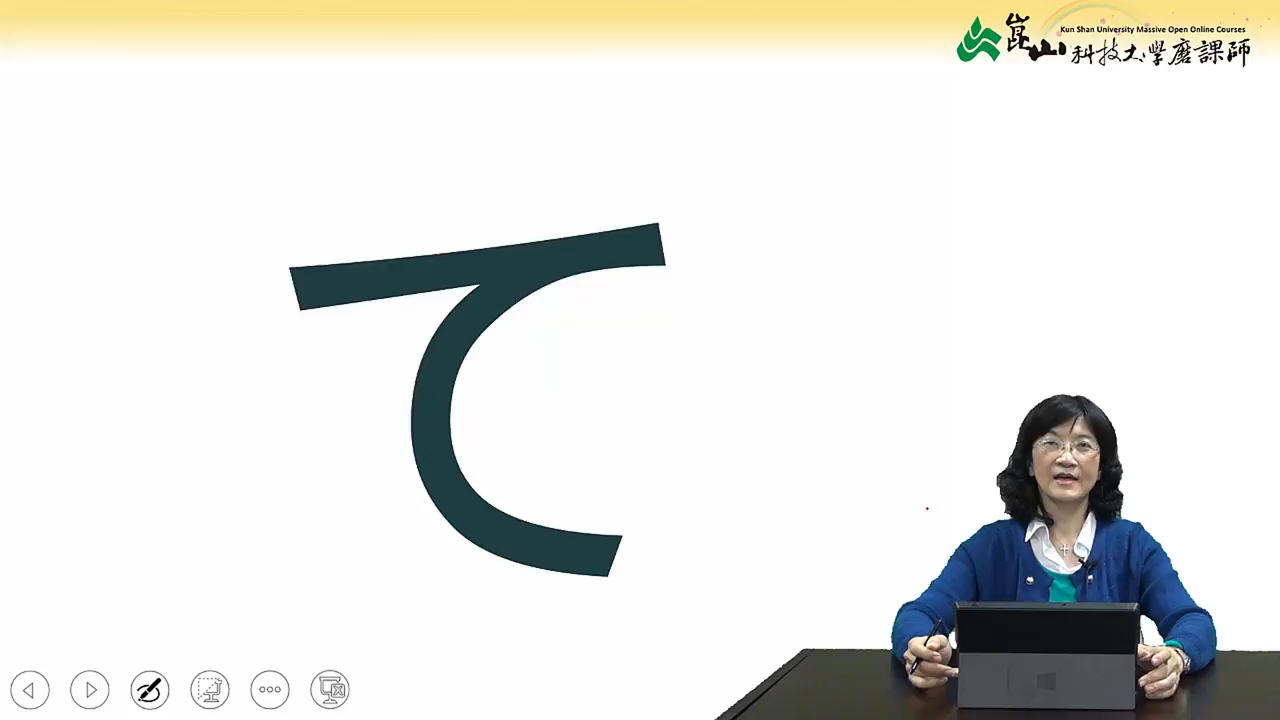 Kun Shan University Massive Open Online Courses
崑山科技大學磨課師
て